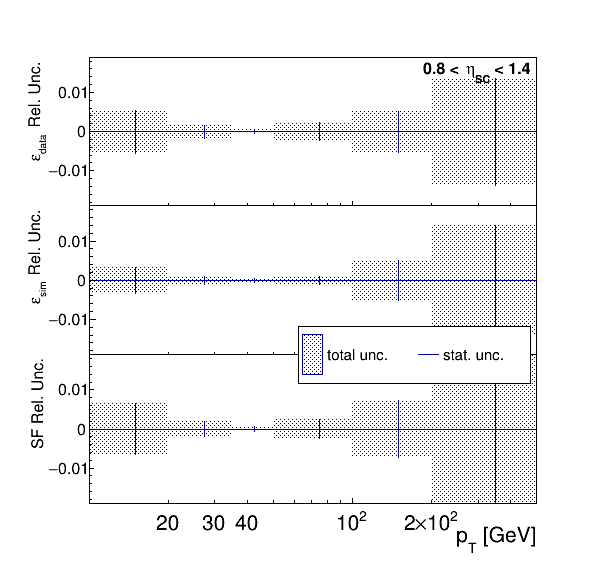 0.8 < η_SC < 1.4
ε_data Rel. Unc.
0.01
0
−0.01
ε_sim Rel. Unc.
0.01
0
−0.01
total unc. stat. unc.
SF Rel. Unc.
0.01
0
−0.01
20 30 40 10² 2×10²
p_T [GeV]